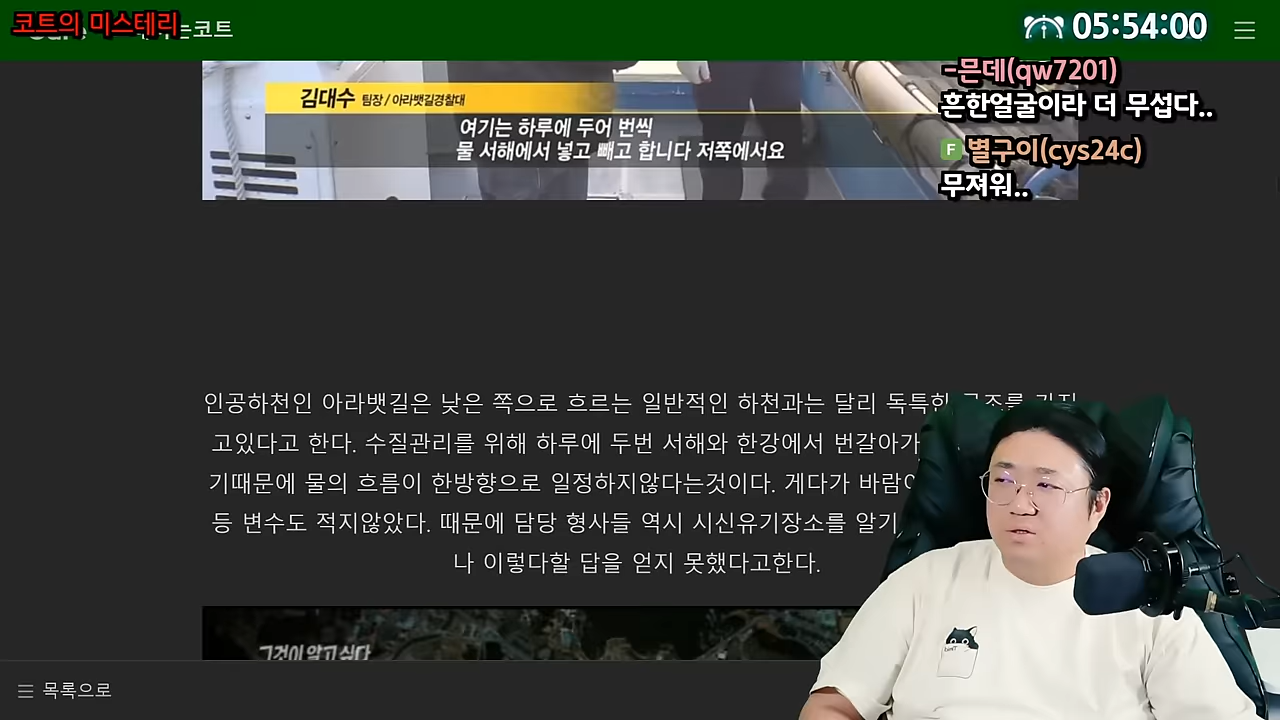 코트의 미스테리
는코트
05:54:00
-믄데(qw7201)
흔한얼굴이라 더 무섭다..
F 별구이(cys24c)
무져워..
김대수 팀장 / 아라뱃길경찰대
여기는 하루에 두어 번씩
물 서해에서 넣고 빼고 합니다 저쪽에서요
인공하천인 아라뱃길은 낮은 쪽으로 흐르는 일반적인 하천과는 달리 독특한 구조를 가지
고있다고 한다. 수질관리를 위해 하루에 두번 서해와 한강에서 번갈아가
기때문에 물의 흐름이 한방향으로 일정하지않다는것이다. 게다가 바람이
등 변수도 적지않았다. 때문에 담당 형사들 역시 시신유기장소를 알기
나 이렇다할 답을 얻지 못했다고한다.
그것이 알고 싶다
목록으로